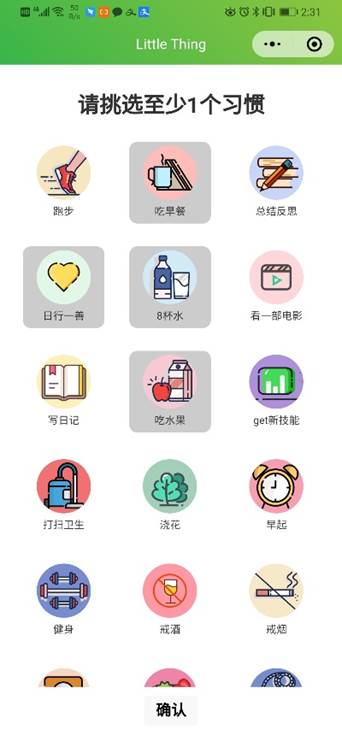 HD 4G 50 B/s 2:31
Little Thing
请挑选至少1个习惯
跑步 吃早餐 总结反思
日行一善 8杯水 看一部电影
写日记 吃水果 get新技能
打扫卫生 浇花 早起
健身 戒酒 戒烟
确认